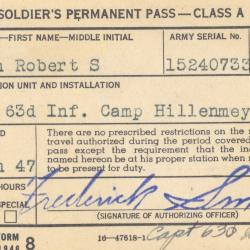 SOLDIER'S PERMANENT PASS—CLASS A
—FIRST NAME—MIDDLE INITIAL ARMY SERIAL
Robert S 15240733
ION UNIT AND INSTALLATION
63d Inf. Camp Hillenmey
There are no prescribed restrictions on the
travel authorized during the period covered
pass except the requirement that the in
named hereon be at his proper station when
to be present for duty.
47
HOURS
SPECIAL
Frederick
(SIGNATURE OF AUTHORIZING OFFICER)
FORM 8
1946
16—47618-1 Capt 63d